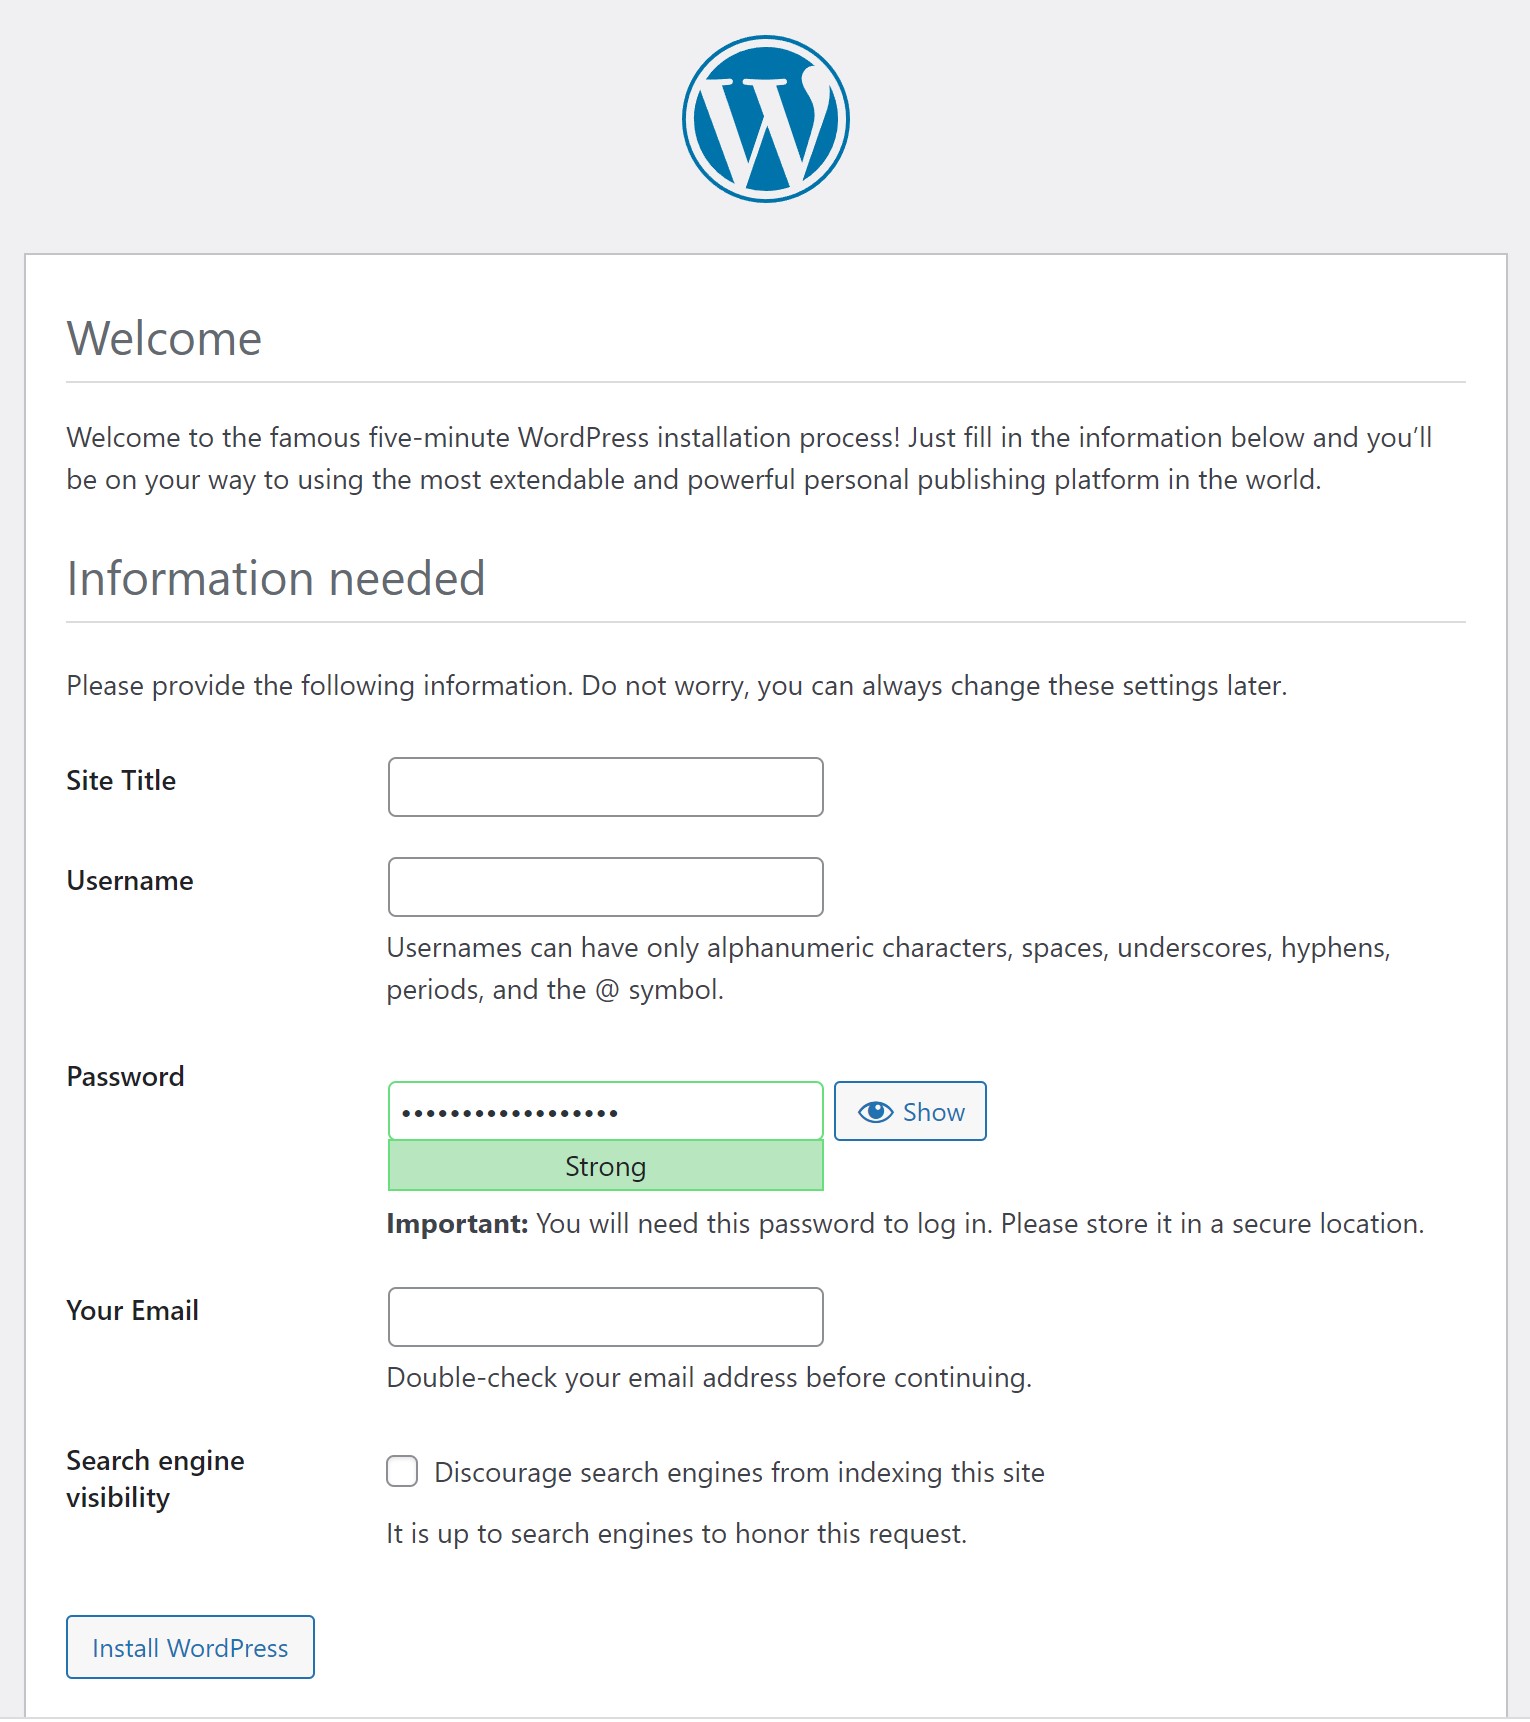 Welcome
Welcome to the famous five-minute WordPress installation process! Just fill in the information below and you’ll
be on your way to using the most extendable and powerful personal publishing platform in the world.
Information needed
Please provide the following information. Do not worry, you can always change these settings later.
Site Title
Username
Usernames can have only alphanumeric characters, spaces, underscores, hyphens,
periods, and the @ symbol.
Password
••••••••••••••••••
Show
Strong
Important: You will need this password to log in. Please store it in a secure location.
Your Email
Double-check your email address before continuing.
Search engine
visibility
Discourage search engines from indexing this site
It is up to search engines to honor this request.
Install WordPress